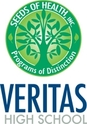 SEEDS OF HEALTH, INC.
Programs of Distinction
VERITAS
HIGH SCHOOL